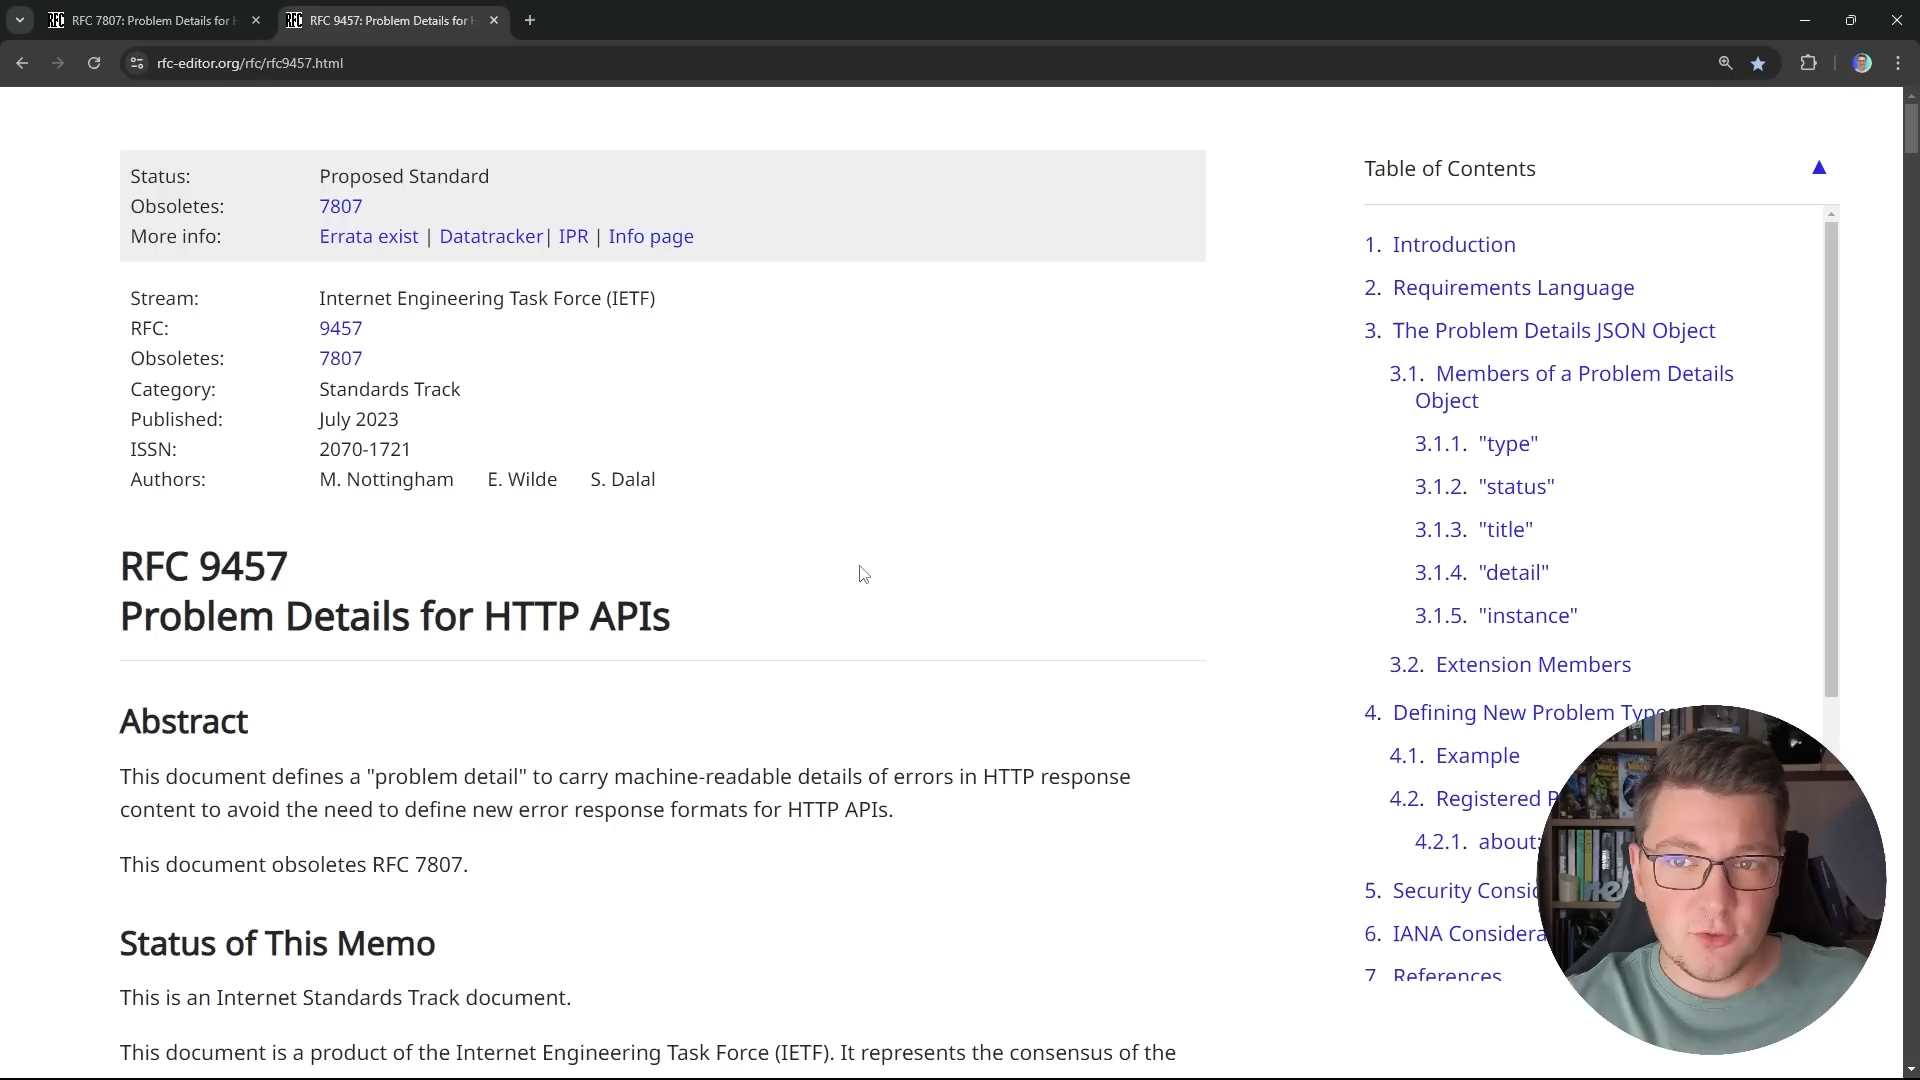 RFC 7807: Problem Details for
RFC 9457: Problem Details for
rfc-editor.org/rfc/rfc9457.html
Status: Proposed Standard
Obsoletes: 7807
More info: Errata exist | Datatracker| IPR | Info page
Stream: Internet Engineering Task Force (IETF)
RFC: 9457
Obsoletes: 7807
Category: Standards Track
Published: July 2023
ISSN: 2070-1721
Authors: M. Nottingham E. Wilde S. Dalal
RFC 9457
Problem Details for HTTP APIs
Abstract
This document defines a "problem detail" to carry machine-readable details of errors in HTTP response
content to avoid the need to define new error response formats for HTTP APIs.
This document obsoletes RFC 7807.
Status of This Memo
This is an Internet Standards Track document.
This document is a product of the Internet Engineering Task Force (IETF). It represents the consensus of the
Table of Contents ▲
1. Introduction
2. Requirements Language
3. The Problem Details JSON Object
3.1. Members of a Problem Details
Object
3.1.1. "type"
3.1.2. "status"
3.1.3. "title"
3.1.4. "detail"
3.1.5. "instance"
3.2. Extension Members
4. Defining New Problem Types
4.1. Example
4.2. Registered
4.2.1. about:
5. Security
6. IANA
7. References